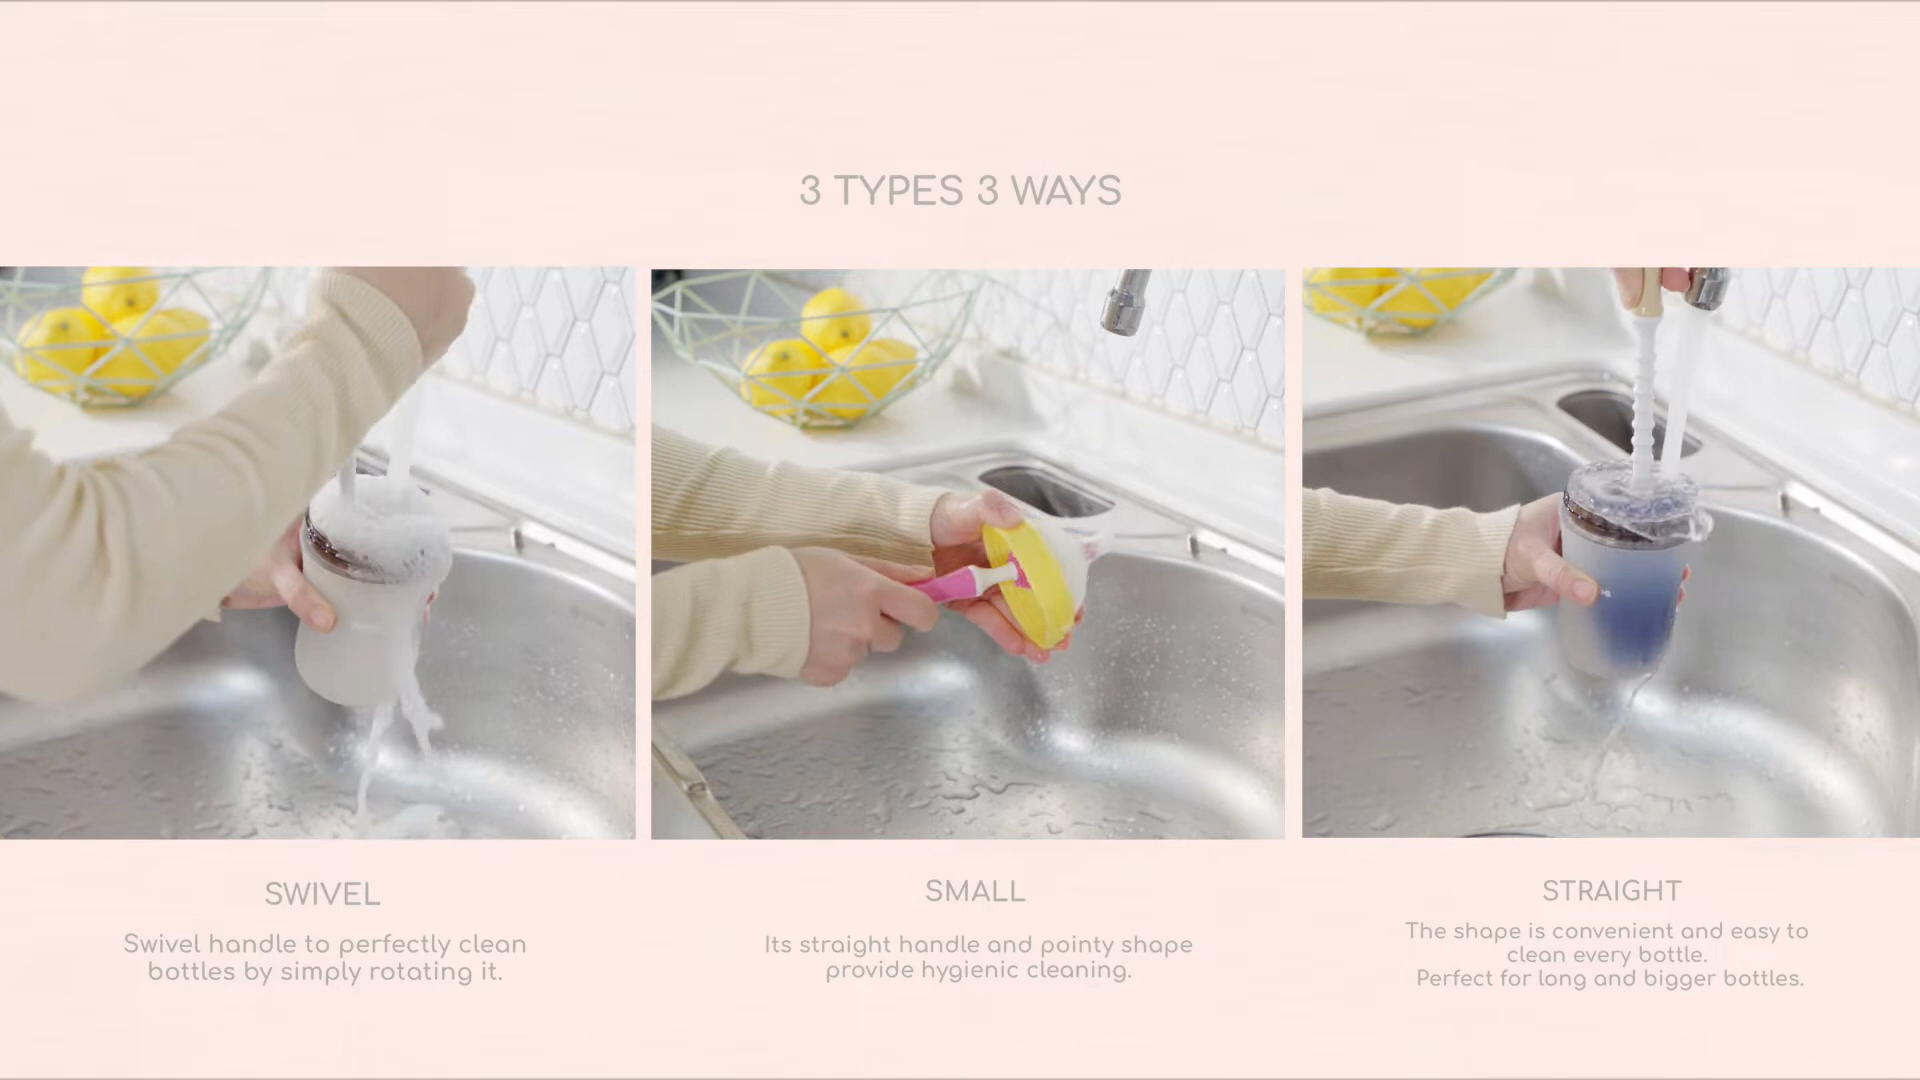 3 TYPES 3 WAYS
SWIVEL
Swivel handle to perfectly clean
bottles by simply rotating it.
SMALL
Its straight handle and pointy shape
provide hygienic cleaning.
STRAIGHT
The shape is convenient and easy to
clean every bottle.
Perfect for long and bigger bottles.